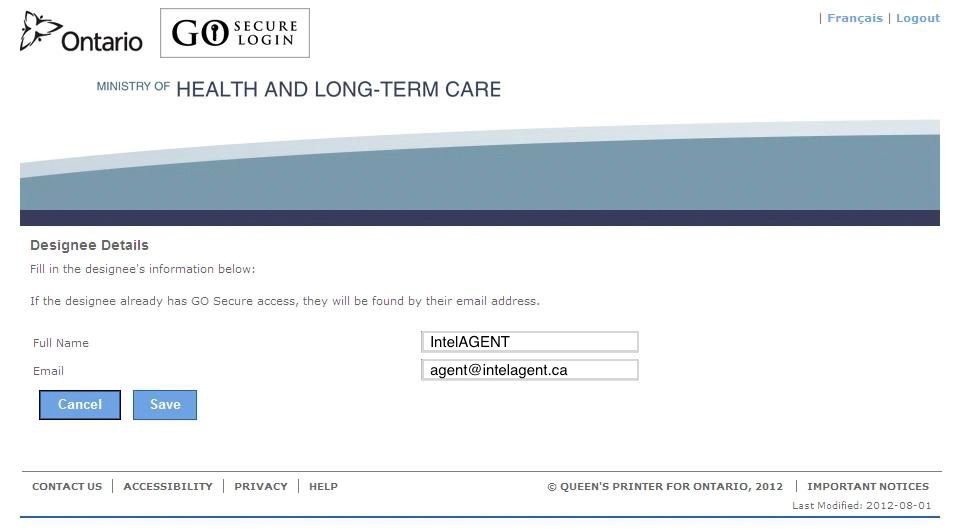 Ontario
GO SECURE LOGIN
| Français | Logout
MINISTRY OF HEALTH AND LONG-TERM CARE
Designee Details
Fill in the designee's information below:
If the designee already has GO Secure access, they will be found by their email address.
Full Name IntelAGENT
Email agent@intelagent.ca
Cancel Save
CONTACT US | ACCESSIBILITY | PRIVACY | HELP © QUEEN'S PRINTER FOR ONTARIO, 2012 | IMPORTANT NOTICES
Last Modified: 2012-08-01